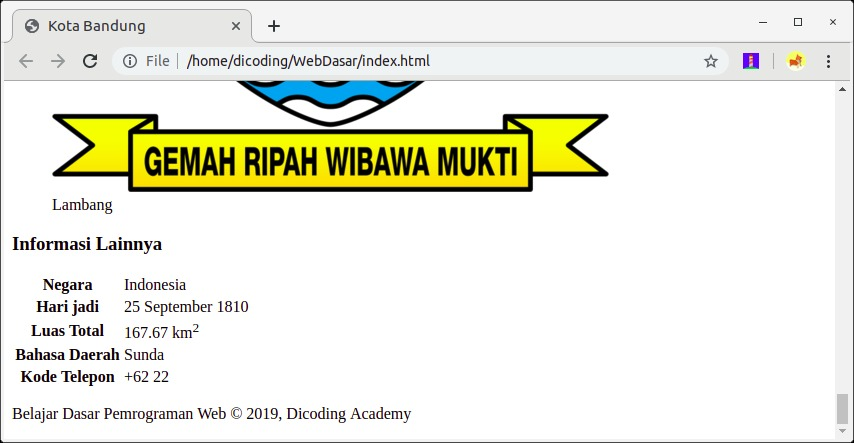 Kota Bandung
File /home/dicoding/WebDasar/index.html
GEMAH RIPAH WIBAWA MUKTI
Lambang
Informasi Lainnya
Negara Indonesia
Hari jadi 25 September 1810
Luas Total 167.67 km²
Bahasa Daerah Sunda
Kode Telepon +62 22
Belajar Dasar Pemrograman Web © 2019, Dicoding Academy